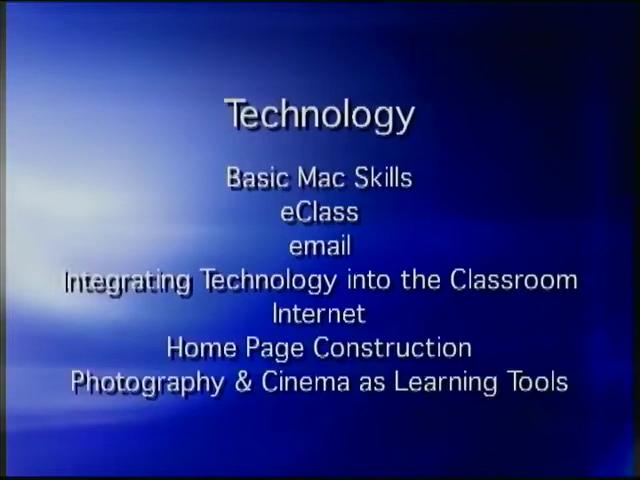 Technology
Basic Mac Skills
eClass
email
Integrating Technology into the Classroom
Internet
Home Page Construction
Photography & Cinema as Learning Tools